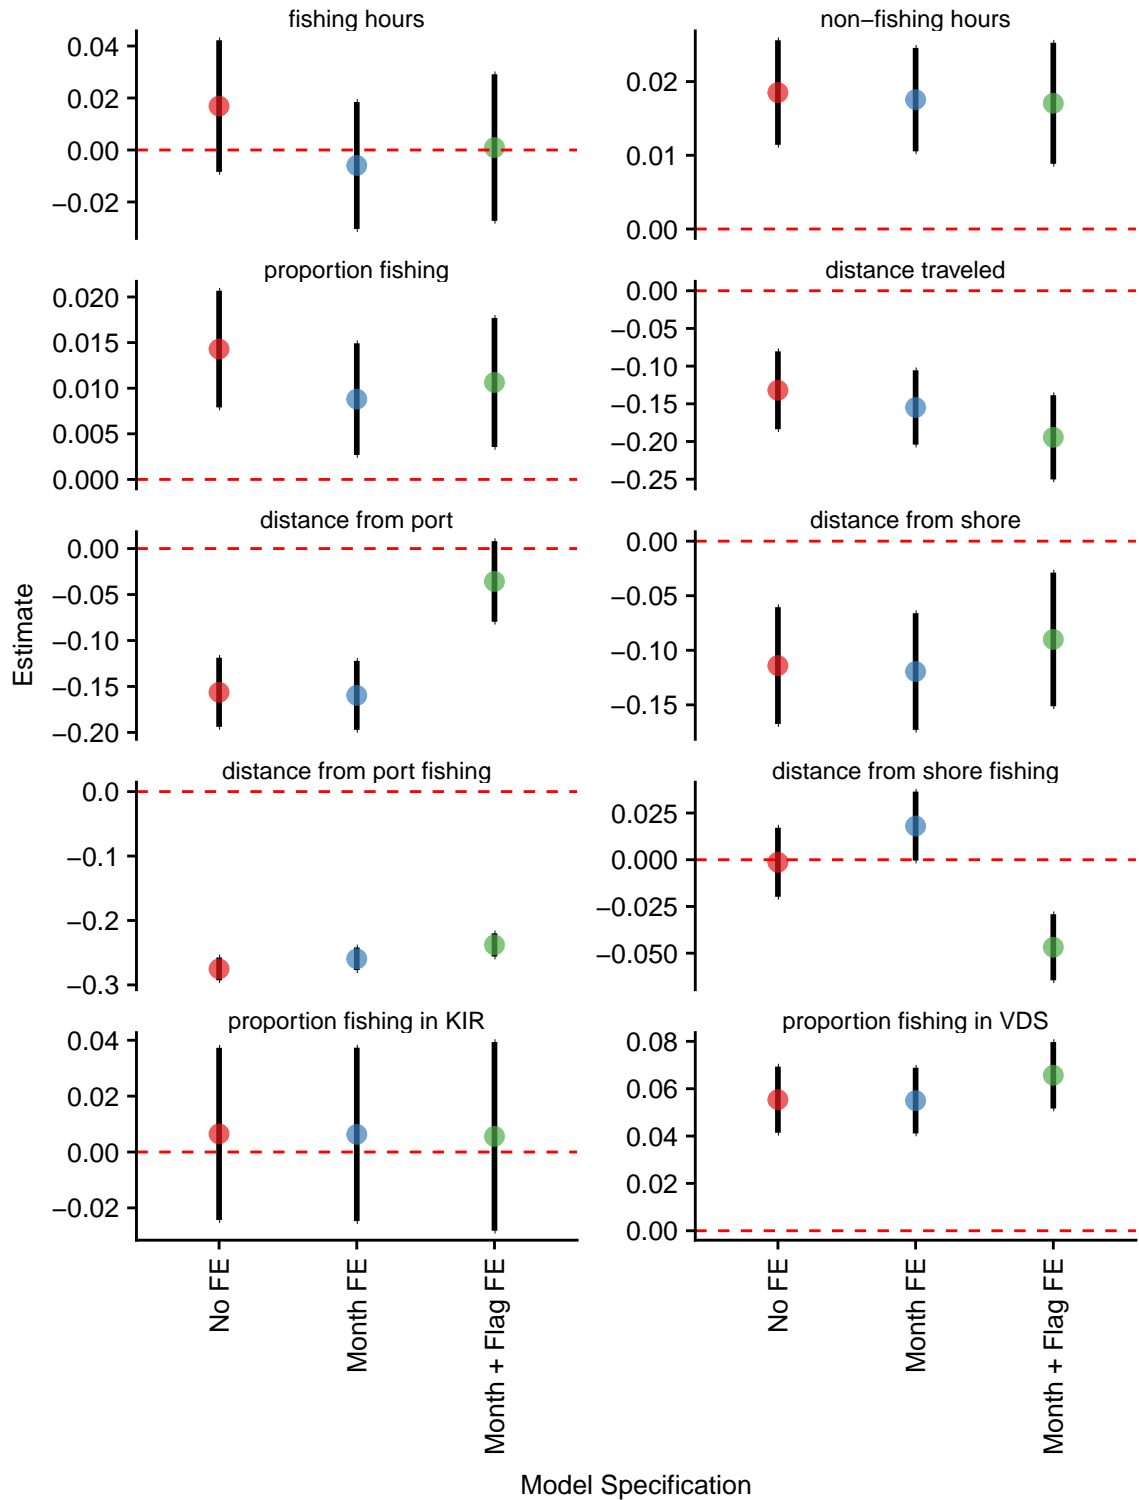 fishing hours
0.04
0.02
0.00
−0.02
non−fishing hours
0.02
0.01
0.00
proportion fishing
0.020
0.015
0.010
0.005
0.000
distance traveled
0.00
−0.05
−0.10
−0.15
−0.20
−0.25
distance from port
0.00
−0.05
−0.10
−0.15
−0.20
distance from shore
0.00
−0.05
−0.10
−0.15
distance from port fishing
0.0
−0.1
−0.2
−0.3
distance from shore fishing
0.025
0.000
−0.025
−0.050
proportion fishing in KIR
0.04
0.02
0.00
−0.02
proportion fishing in VDS
0.08
0.06
0.04
0.02
0.00
Estimate
No FE
Month FE
Month + Flag FE
No FE
Month FE
Month + Flag FE
Model Specification